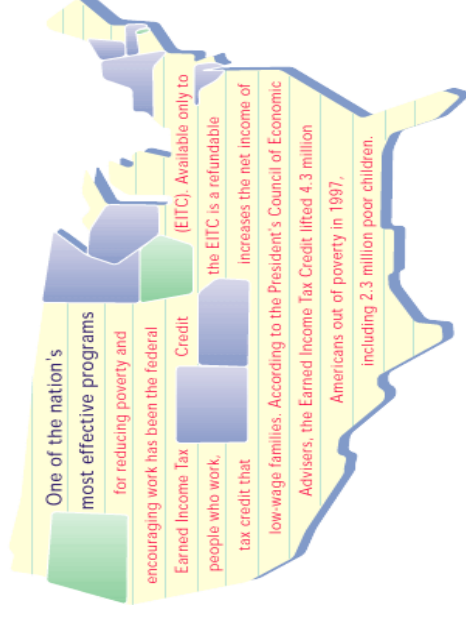 One of the nation's
most effective programs
for reducing poverty and
encouraging work has been the federal
Earned Income Tax Credit (EITC). Available only to
people who work, the EITC is a refundable
tax credit that increases the net income of
low-wage families. According to the President's Council of Economic
Advisers, the Earned Income Tax Credit lifted 4.3 million
Americans out of poverty in 1997,
including 2.3 million poor children.